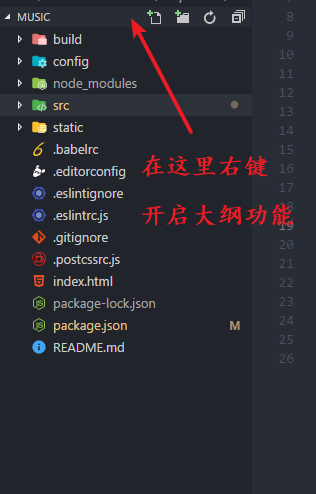 MUSIC
build
config
node_modules
src
static
.babelrc
.editorconfig
.eslintignore
.eslintrc.js
.gitignore
.postcssrc.js
index.html
package-lock.json
package.json M
README.md
在这里右键
开启大纲功能
8
9
10
11
12
13
14
15
16
17
18
19
20
21
22
23
24
25
26